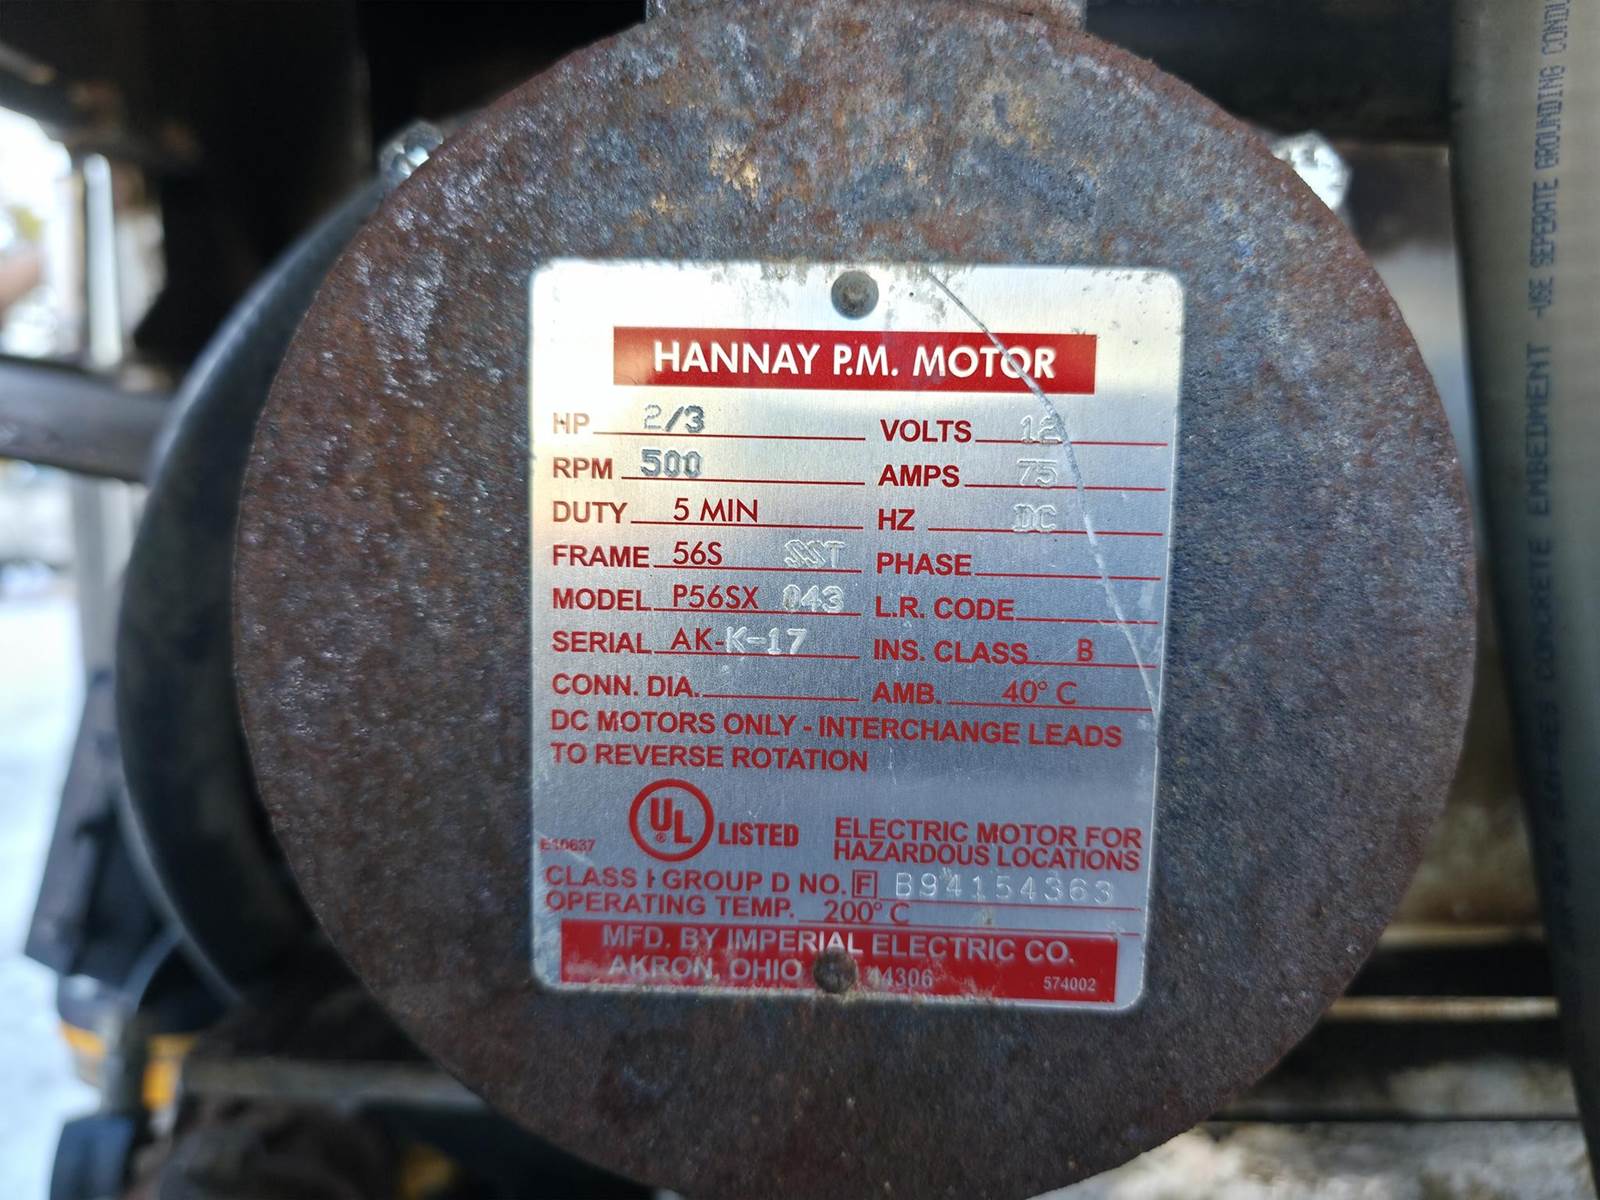 HANNAY P.M. MOTOR
HP 2/3 VOLTS 12
RPM 500 AMPS 75
DUTY 5 MIN HZ DC
FRAME 56S SST PHASE
MODEL P56SX 043 L.R. CODE
SERIAL AK-K-17 INS. CLASS B
CONN. DIA. AMB. 40° C
DC MOTORS ONLY - INTERCHANGE LEADS
TO REVERSE ROTATION
UL ® LISTED ELECTRIC MOTOR FOR
E10637 HAZARDOUS LOCATIONS
CLASS I GROUP D NO. F B94154363
OPERATING TEMP. 200° C
MFD. BY IMPERIAL ELECTRIC CO.
AKRON, OHIO 44306 574002
-USE SEPERATE GROUNDING CONDU
CONCRETE EMBEDMENT